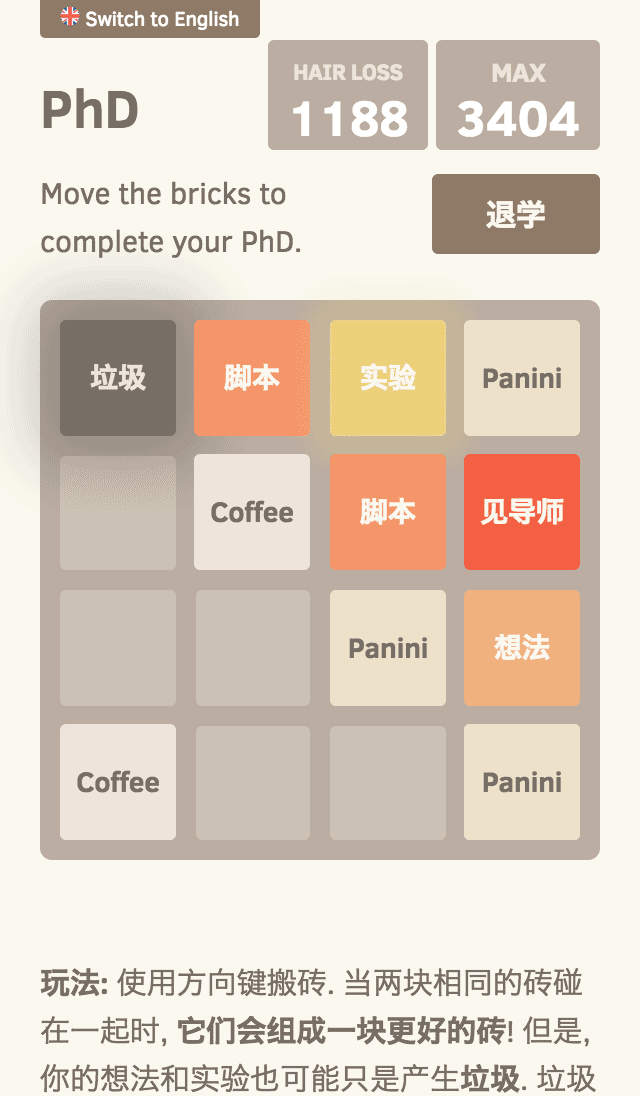 Switch to English
HAIR LOSS
MAX
PhD
1188
3404
Move the bricks to
complete your PhD.
退学
垃圾 脚本 实验 Panini
Coffee 脚本 见导师
Panini 想法
Coffee Panini
玩法: 使用方向键搬砖. 当两块相同的砖碰
在一起时, 它们会组成一块更好的砖! 但是,
你的想法和实验也可能只是产生垃圾. 垃圾